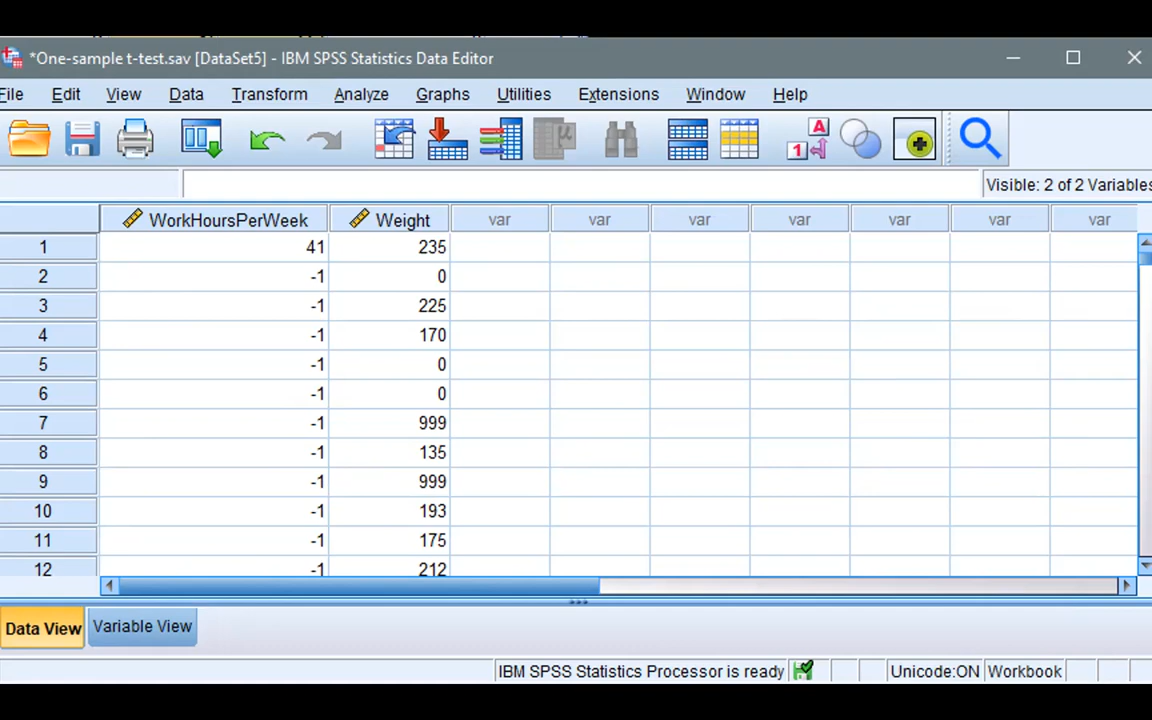 *One-sample t-test.sav [DataSet5] - IBM SPSS Statistics Data Editor
File Edit View Data Transform Analyze Graphs Utilities Extensions Window Help
A
1
Visible: 2 of 2 Variables
WorkHoursPerWeek Weight var var var var var var var
1 41 235
2 -1 0
3 -1 225
4 -1 170
5 -1 0
6 -1 0
7 -1 999
8 -1 135
9 -1 999
10 -1 193
11 -1 175
12 -1 212
Data View Variable View
IBM SPSS Statistics Processor is ready Unicode:ON Workbook